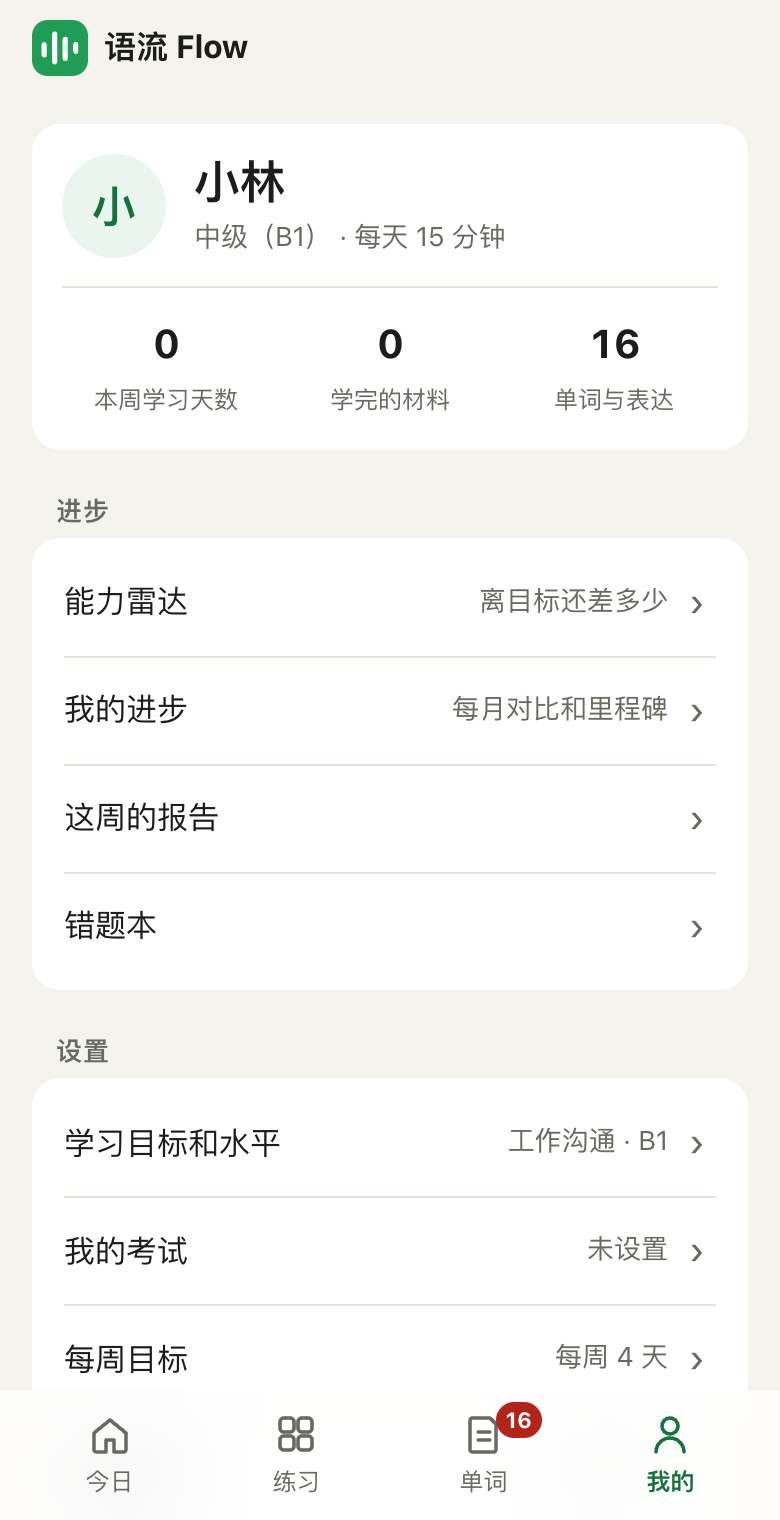 语流 Flow
小
小林
中级（B1） · 每天 15 分钟
0 0 16
本周学习天数 学完的材料 单词与表达
进步
能力雷达 离目标还差多少
我的进步 每月对比和里程碑
这周的报告
错题本
设置
学习目标和水平 工作沟通 · B1
我的考试 未设置
每周目标 每周 4 天
16
今日 练习 单词 我的